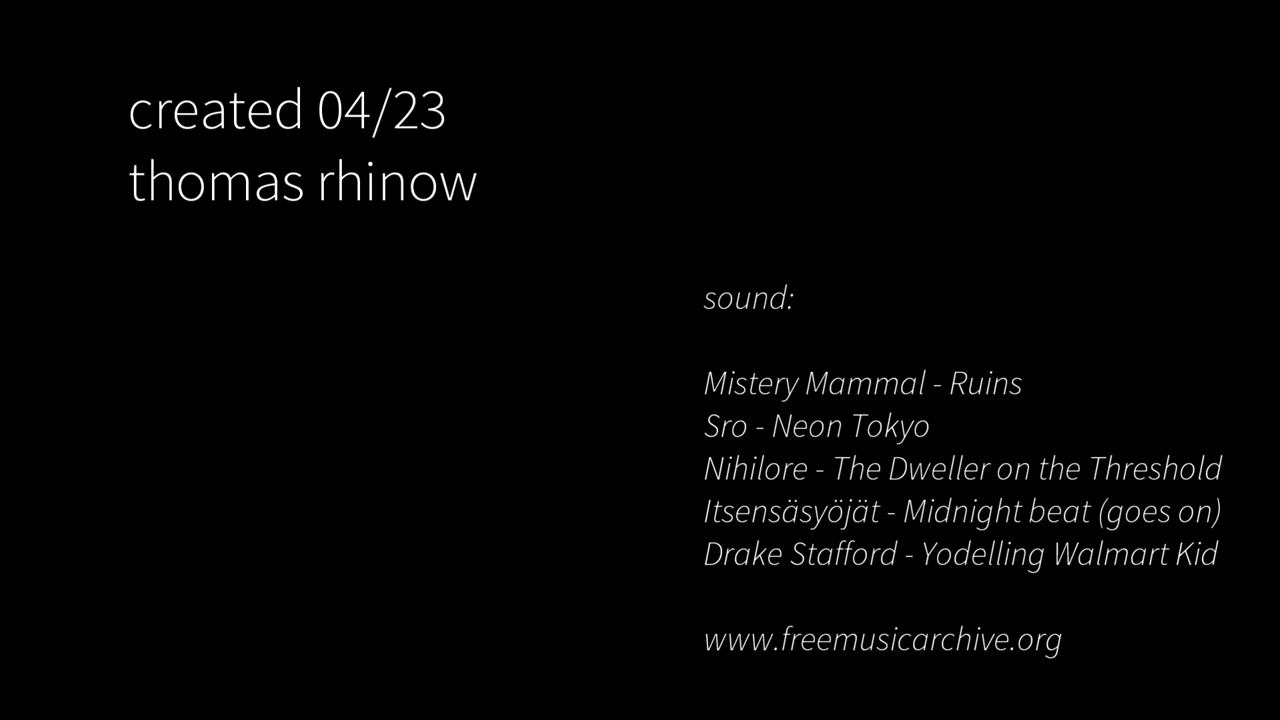 created 04/23
thomas rhinow
sound:
Mistery Mammal - Ruins
Sro - Neon Tokyo
Nihilore - The Dweller on the Threshold
Itsensäsyöjät - Midnight beat (goes on)
Drake Stafford - Yodelling Walmart Kid
www.freemusicarchive.org